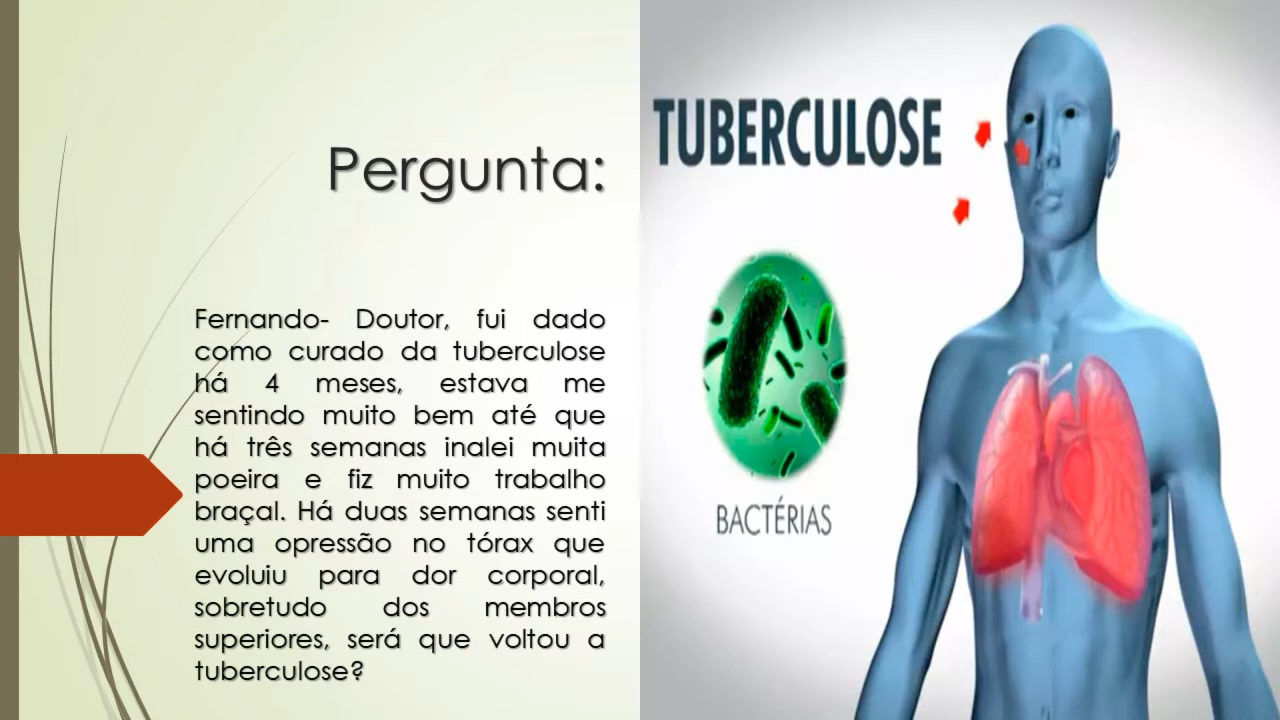 Pergunta:
Fernando- Doutor, fui dado
como curado da tuberculose
há 4 meses, estava me
sentindo muito bem até que
há três semanas inalei muita
poeira e fiz muito trabalho
braçal. Há duas semanas senti
uma opressão no tórax que
evoluiu para dor corporal,
sobretudo dos membros
superiores, será que voltou a
tuberculose?
TUBERCULOSE
BACTÉRIAS